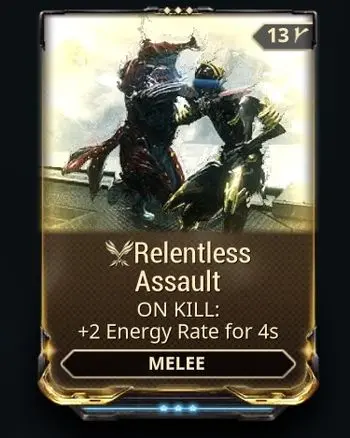 13
Relentless
Assault
ON KILL:
+2 Energy Rate for 4s
MELEE